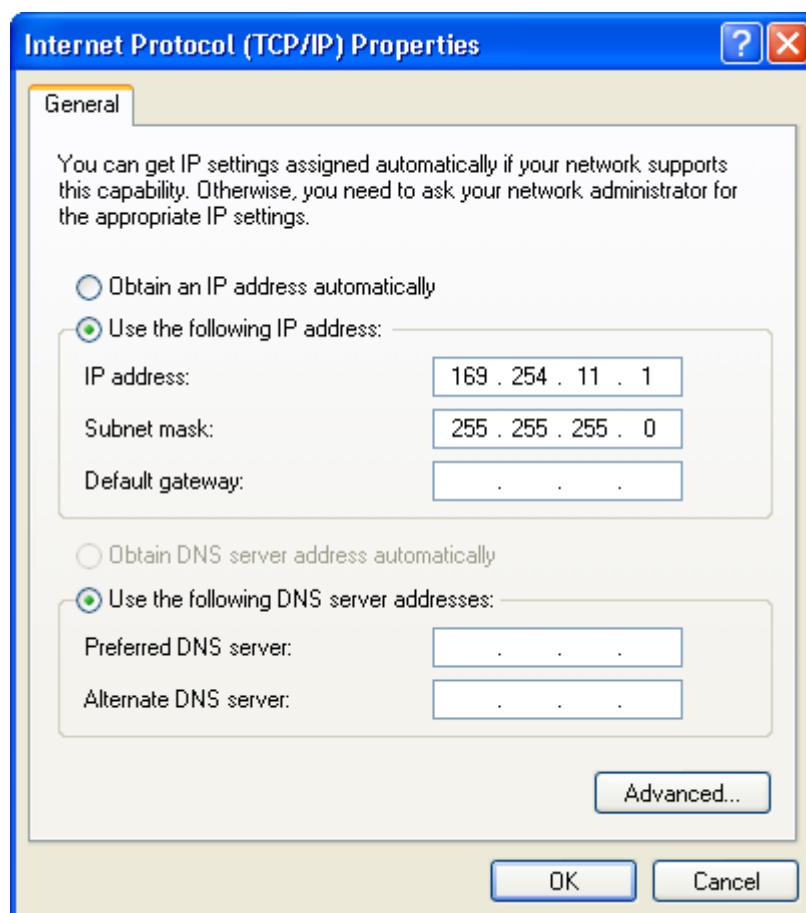 Internet Protocol (TCP/IP) Properties
General
You can get IP settings assigned automatically if your network supports
this capability. Otherwise, you need to ask your network administrator for
the appropriate IP settings.
Obtain an IP address automatically
Use the following IP address:
IP address: 169 . 254 . 11 . 1
Subnet mask: 255 . 255 . 255 . 0
Default gateway: . . .
Obtain DNS server address automatically
Use the following DNS server addresses:
Preferred DNS server: . . .
Alternate DNS server: . . .
Advanced...
OK Cancel